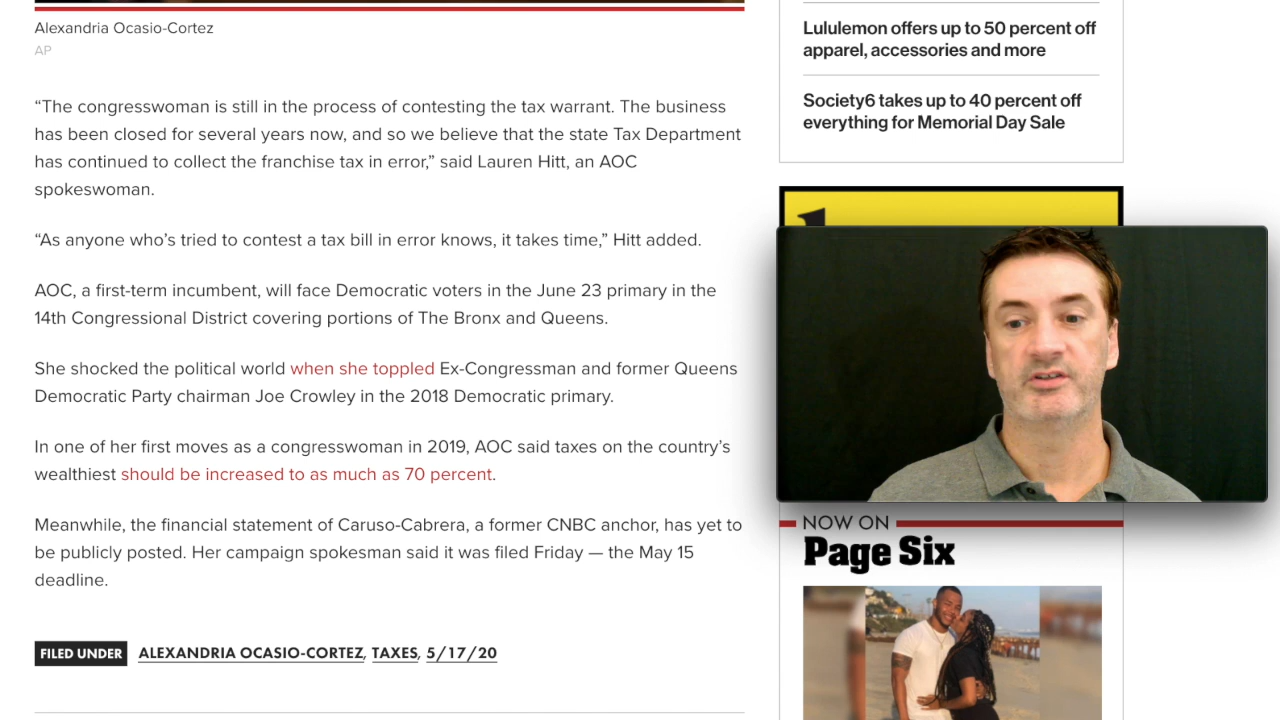 Alexandria Ocasio-Cortez
AP
“The congresswoman is still in the process of contesting the tax warrant. The business
has been closed for several years now, and so we believe that the state Tax Department
has continued to collect the franchise tax in error,” said Lauren Hitt, an AOC
spokeswoman.
“As anyone who’s tried to contest a tax bill in error knows, it takes time,” Hitt added.
AOC, a first-term incumbent, will face Democratic voters in the June 23 primary in the
14th Congressional District covering portions of The Bronx and Queens.
She shocked the political world when she toppled Ex-Congressman and former Queens
Democratic Party chairman Joe Crowley in the 2018 Democratic primary.
In one of her first moves as a congresswoman in 2019, AOC said taxes on the country’s
wealthiest should be increased to as much as 70 percent.
Meanwhile, the financial statement of Caruso-Cabrera, a former CNBC anchor, has yet to
be publicly posted. Her campaign spokesman said it was filed Friday — the May 15
deadline.
FILED UNDER ALEXANDRIA OCASIO-CORTEZ, TAXES, 5/17/20
Lululemon offers up to 50 percent off
apparel, accessories and more
Society6 takes up to 40 percent off
everything for Memorial Day Sale
NOW ON
Page Six